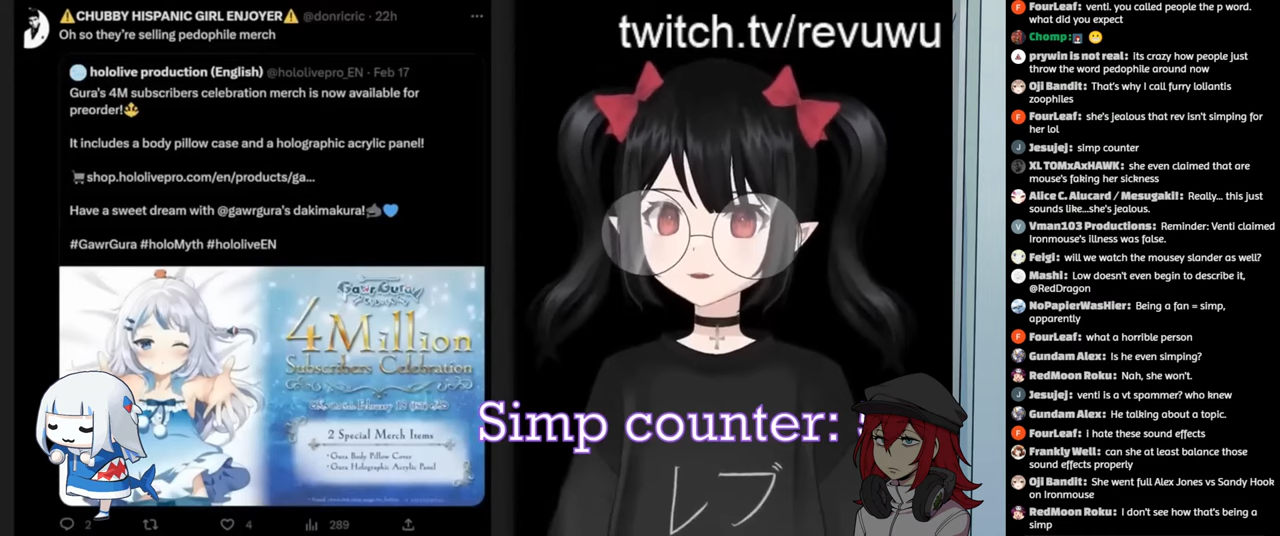 ⚠CHUBBY HISPANIC GIRL ENJOYER⚠ @donricric · 22h
Oh so they're selling pedophile merch
hololive production (English) @hololivepro_EN · Feb 17
Gura's 4M subscribers celebration merch is now available for
preorder!🔱
It includes a body pillow case and a holographic acrylic panel!
🛒shop.hololivepro.com/en/products/ga...
Have a sweet dream with @gawrgura's dakimakura!🦈💙
#GawrGura #holoMyth #hololiveEN
Gawr Gura
4Million
Subscribers Celebration
2 Special Merch Items
・Gura Body Pillow Cover
・Gura Holographic Acrylic Panel
2
4
289
twitch.tv/revuwu
レブ
Simp counter:
FourLeaf: venti. you called people the p word.
what did you expect
Chomp: 😬
prywin is not real: its crazy how people just
throw the word pedophile around now
Oji Bandit: That's why I call furry loliantis
zoophiles
FourLeaf: she's jealous that rev isn't simping for
her lol
Jesujej: simp counter
XL TOMxAxHAWK: she even claimed that are
mouse's faking her sickness
Alice C. Alucard / Mesugaki!: Really... this just
sounds like...she's jealous.
Vman103 Productions: Reminder: Venti claimed
Ironmouse's illness was false.
Feigi: will we watch the mousey slander as well?
Mashi: Low doesn't even begin to describe it,
@RedDragon
NoPapierWasHier: Being a fan = simp,
apparently
FourLeaf: what a horrible person
Gundam Alex: Is he even simping?
RedMoon Roku: Nah, she won't.
Jesujej: venti is a vt spammer? who knew
Gundam Alex: He talking about a topic.
FourLeaf: i hate these sound effects
Frankly Well: can she at least balance those
sound effects properly
Oji Bandit: She went full Alex Jones vs Sandy Hook
on Ironmouse
RedMoon Roku: I don't see how that's being a
simp